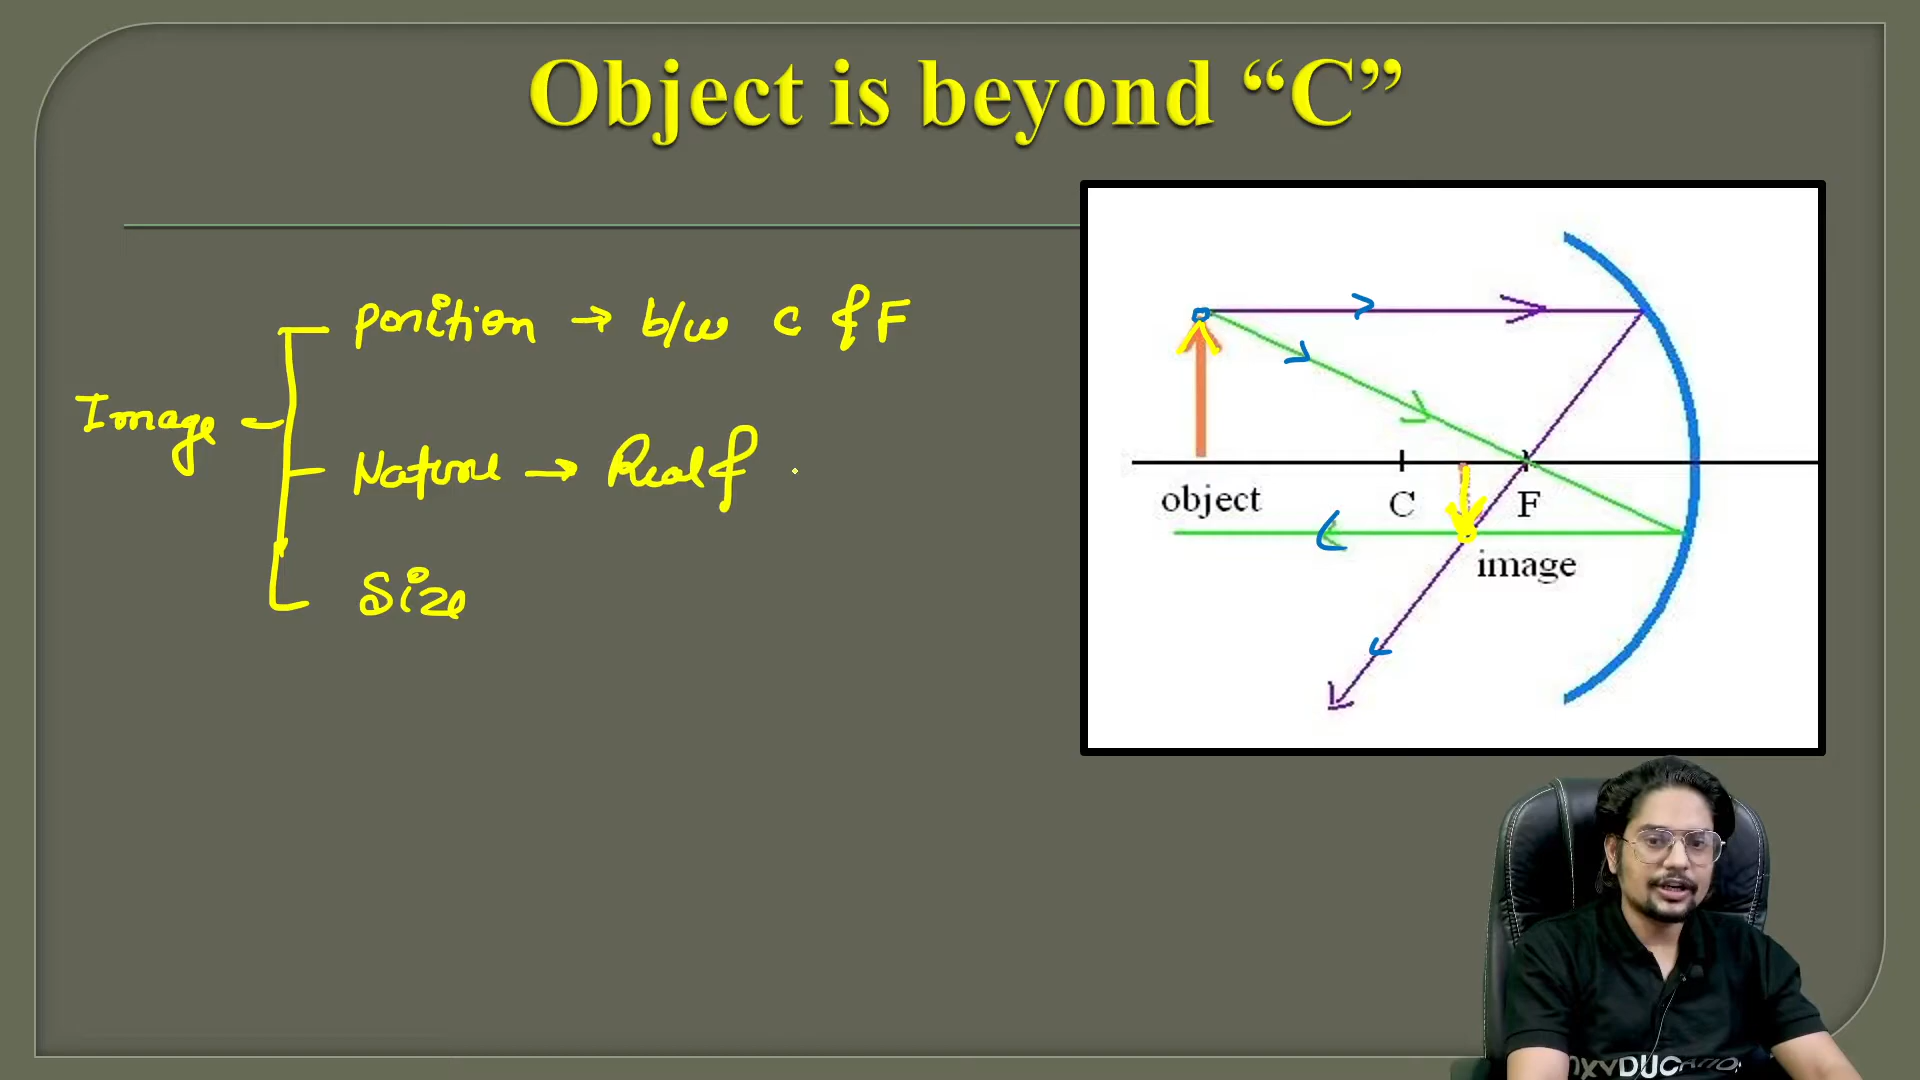 Object is beyond “C”
Position → b/w C & F
Image
Nature → Real &
Size
object
C
F
image